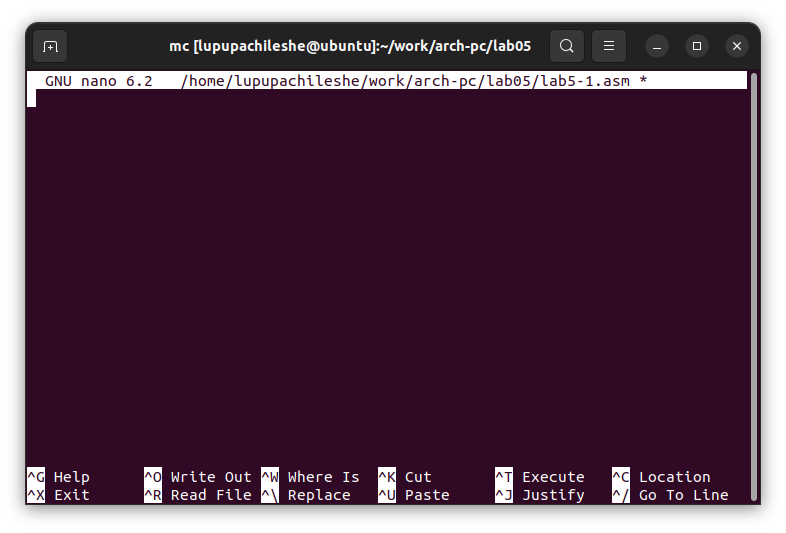 mc [lupupachileshe@ubuntu]:~/work/arch-pc/lab05
GNU nano 6.2   /home/lupupachileshe/work/arch-pc/lab05/lab5-1.asm *
^G Help      ^O Write Out ^W Where Is  ^K Cut       ^T Execute   ^C Location
^X Exit      ^R Read File ^\ Replace   ^U Paste     ^J Justify   ^/ Go To Line